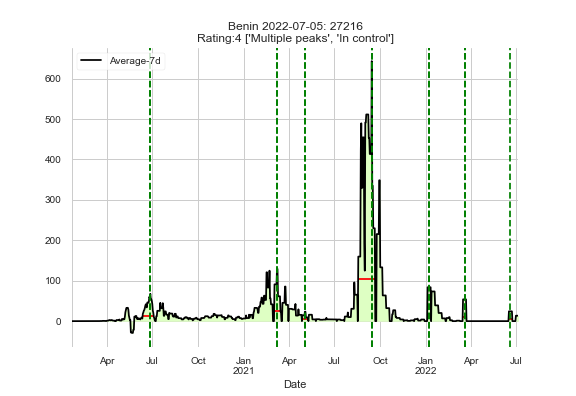 Benin 2022-07-05: 27216
Rating:4 ['Multiple peaks', 'In control']
Average-7d
600
500
400
300
200
100
0
Apr Jul Oct Jan Apr Jul Oct Jan Apr Jul
2021 2022
Date